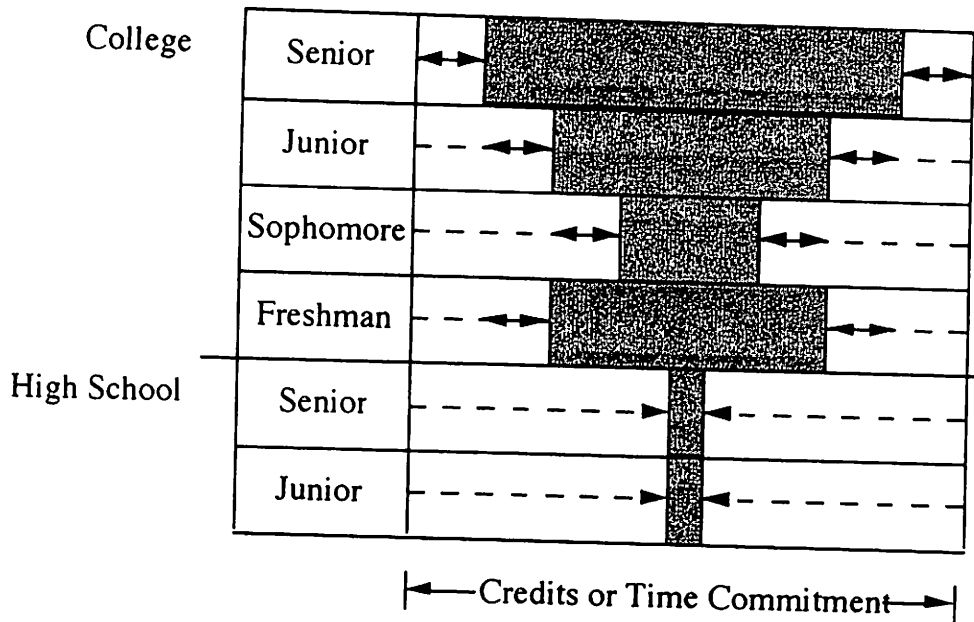 College
Senior
Junior
Sophomore
Freshman
High School
Senior
Junior
Credits or Time Commitment